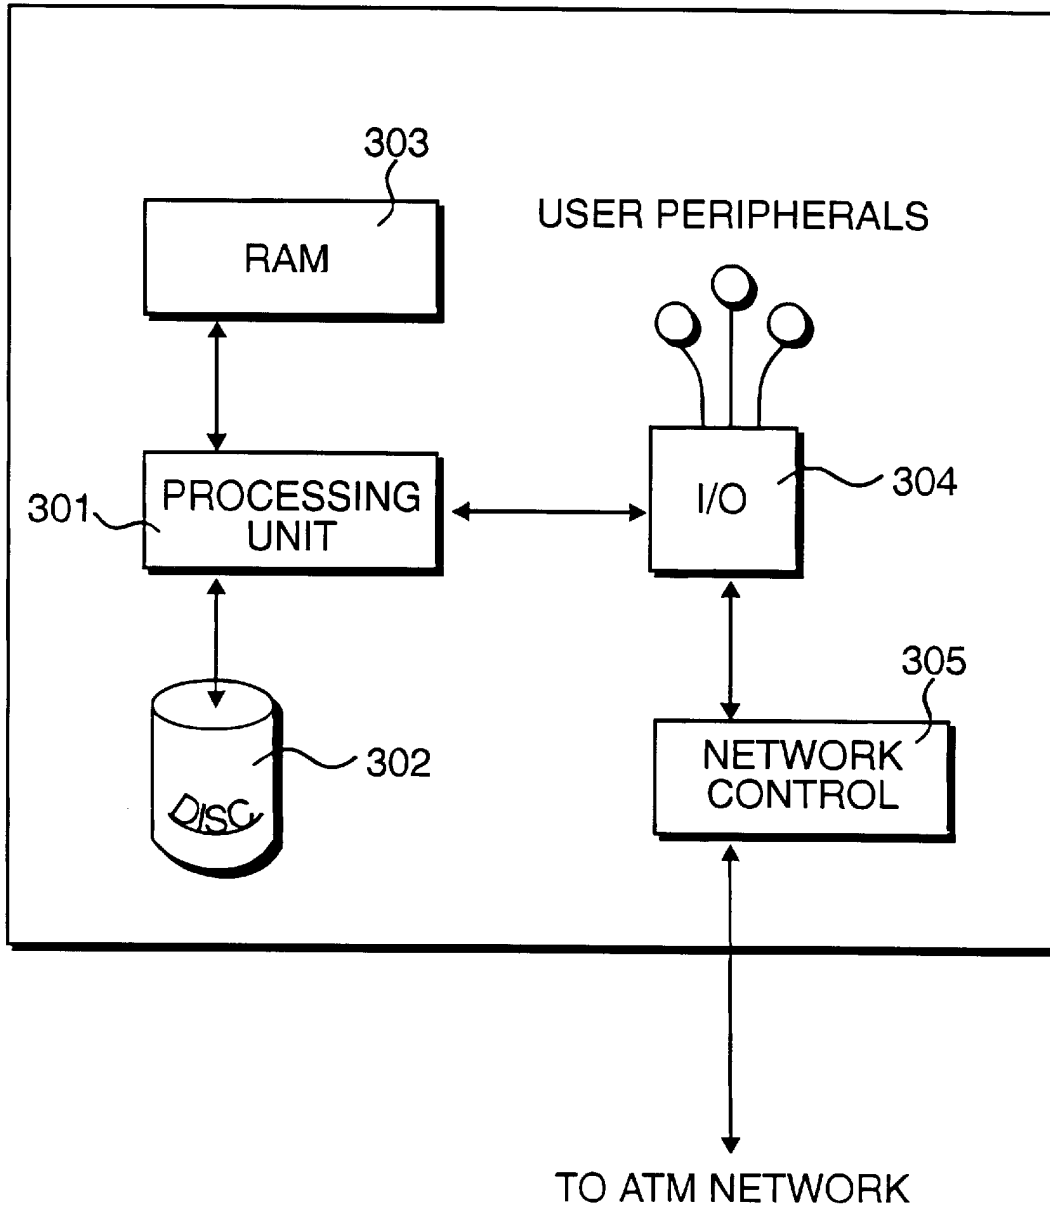 303
RAM
USER PERIPHERALS
301
PROCESSING
UNIT
I/O
304
305
302
DISC
NETWORK
CONTROL
TO ATM NETWORK